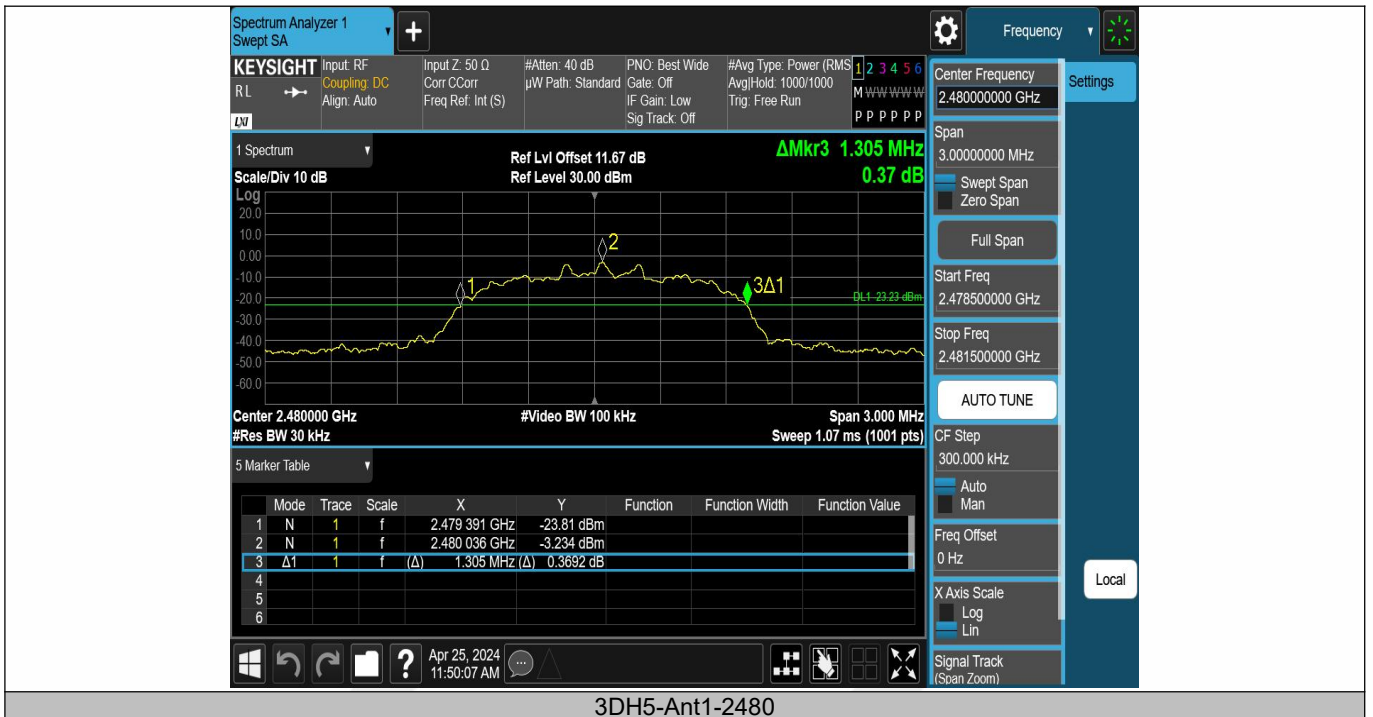 Spectrum Analyzer 1
Swept SA
Frequency
KEYSIGHT Input: RF Input Z: 50 Ω #Atten: 40 dB PNO: Best Wide #Avg Type: Power (RMS 1 2 3 4 5 6
RL Coupling: DC Corr CCorr µW Path: Standard Gate: Off Avg|Hold: 1000/1000 M W W W W W
Align: Auto Freq Ref: Int (S) IF Gain: Low Trig: Free Run
LXI Sig Track: Off P P P P P P
Center Frequency
2.480000000 GHz
Settings
Span
3.00000000 MHz
Swept Span
Zero Span
Full Span
Start Freq
2.478500000 GHz
Stop Freq
2.481500000 GHz
AUTO TUNE
CF Step
300.000 kHz
Auto
Man
Freq Offset
0 Hz
X Axis Scale
Log
Lin
Signal Track
(Span Zoom)
Local
1 Spectrum
Scale/Div 10 dB
Ref Lvl Offset 11.67 dB
Ref Level 30.00 dBm
ΔMkr3 1.305 MHz
0.37 dB
Log
20.0
10.0
0.00
-10.0
-20.0
-30.0
-40.0
-50.0
-60.0
1
2
3Δ1
DL1 -23.23 dBm
Center 2.480000 GHz #Video BW 100 kHz Span 3.000 MHz
#Res BW 30 kHz Sweep 1.07 ms (1001 pts)
5 Marker Table
Mode Trace Scale X Y Function Function Width Function Value
1 N 1 f 2.479 391 GHz -23.81 dBm
2 N 1 f 2.480 036 GHz -3.234 dBm
3 Δ1 1 f (Δ) 1.305 MHz (Δ) 0.3692 dB
4
5
6
? Apr 25, 2024
11:50:07 AM
3DH5-Ant1-2480